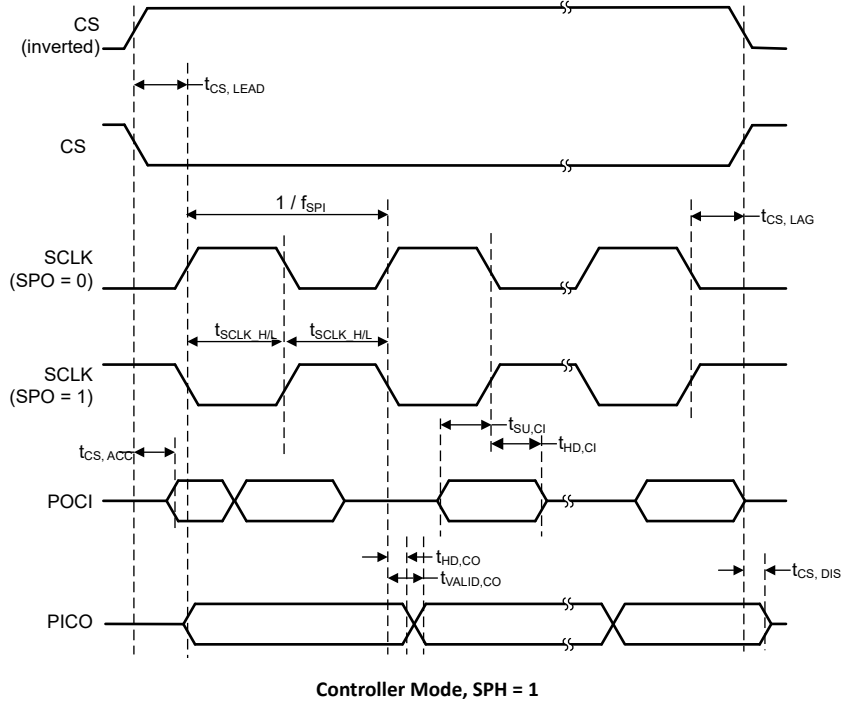 CS
(inverted)
tCS, LEAD
CS
1 / fSPI
tCS, LAG
SCLK
(SPO = 0)
tSCLK_H/L
tSCLK_H/L
SCLK
(SPO = 1)
tSU,CI
tHD,CI
tCS, ACC
POCI
tHD,CO
tVALID,CO
tCS, DIS
PICO
Controller Mode, SPH = 1